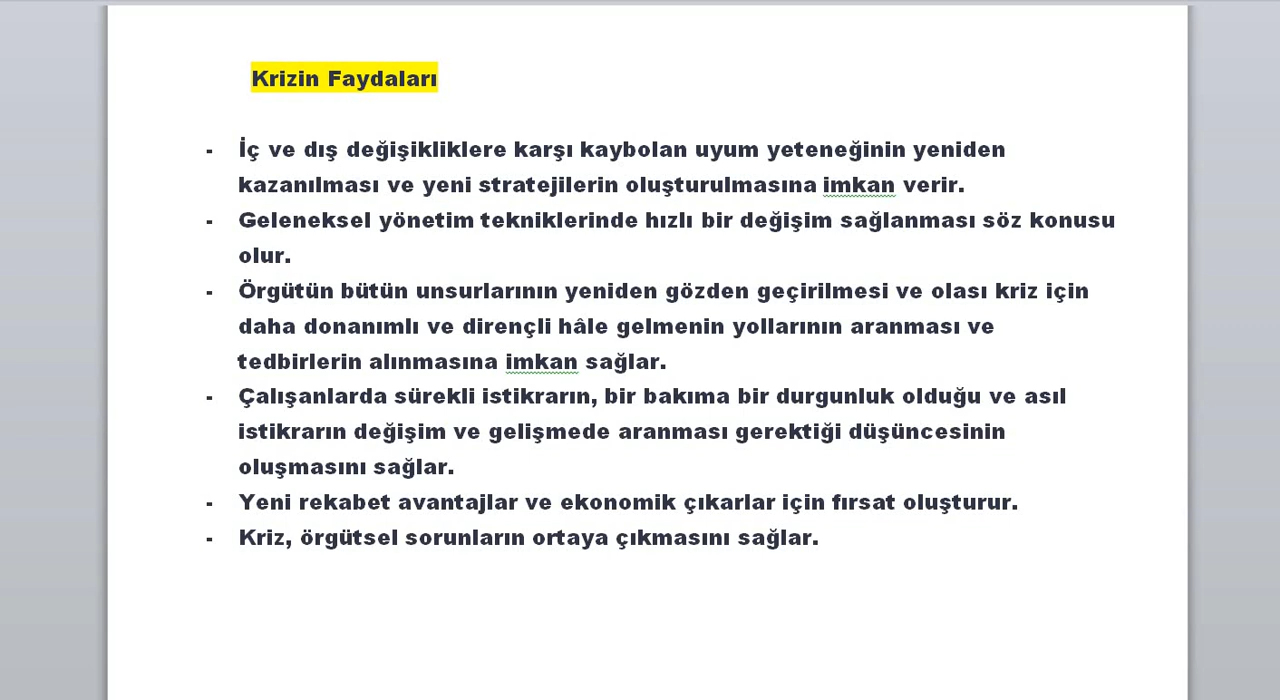 Krizin Faydaları
- İç ve dış değişikliklere karşı kaybolan uyum yeteneğinin yeniden
kazanılması ve yeni stratejilerin oluşturulmasına imkan verir.
- Geleneksel yönetim tekniklerinde hızlı bir değişim sağlanması söz konusu
olur.
- Örgütün bütün unsurlarının yeniden gözden geçirilmesi ve olası kriz için
daha donanımlı ve dirençli hâle gelmenin yollarının aranması ve
tedbirlerin alınmasına imkan sağlar.
- Çalışanlarda sürekli istikrarın, bir bakıma bir durgunluk olduğu ve asıl
istikrarın değişim ve gelişmede aranması gerektiği düşüncesinin
oluşmasını sağlar.
- Yeni rekabet avantajlar ve ekonomik çıkarlar için fırsat oluşturur.
- Kriz, örgütsel sorunların ortaya çıkmasını sağlar.